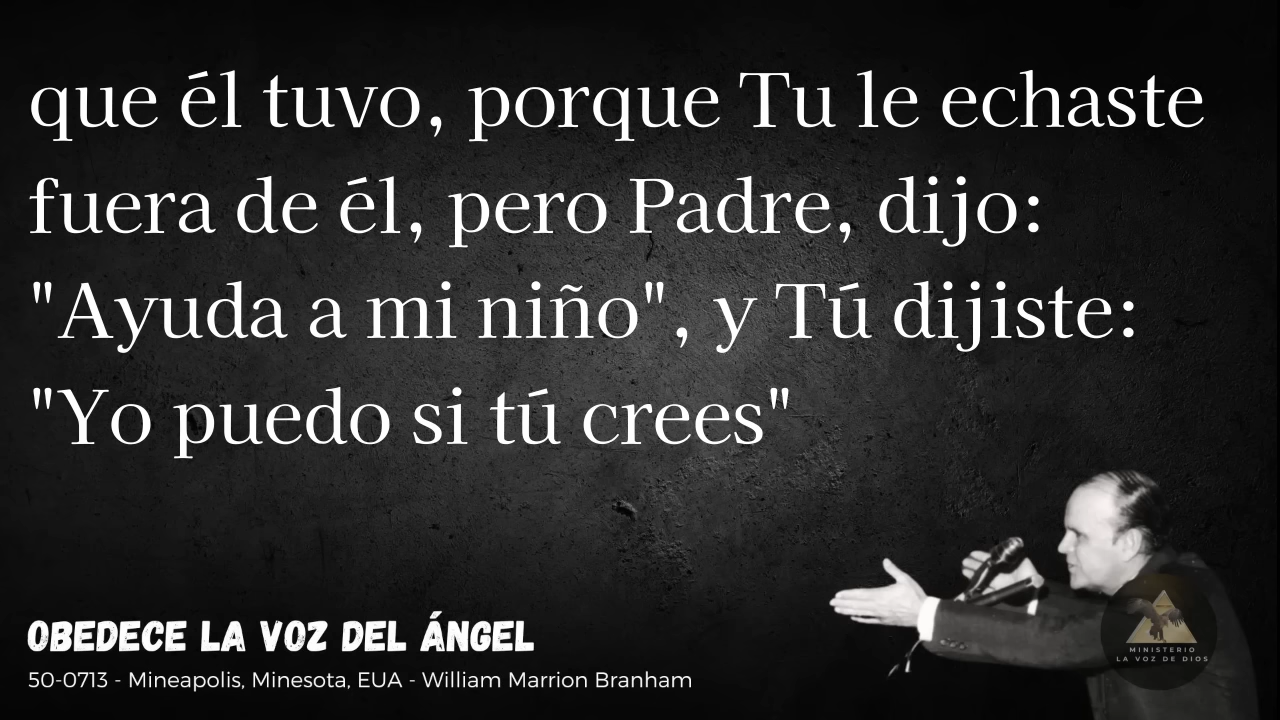 que él tuvo, porque Tu le echaste
fuera de él, pero Padre, dijo:
"Ayuda a mi niño", y Tú dijiste:
"Yo puedo si tú crees"
OBEDECE LA VOZ DEL ÁNGEL
50-0713 - Mineapolis, Minesota, EUA - William Marrion Branham
MINISTERIO
LA VOZ DE DIOS